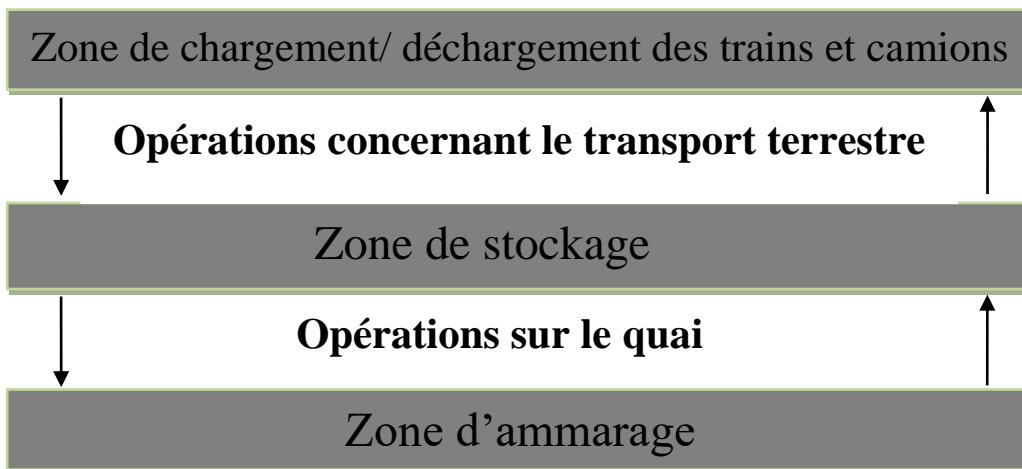 Zone de chargement/ déchargement des trains et camions
Opérations concernant le transport terrestre
Zone de stockage
Opérations sur le quai
Zone d’ammarage